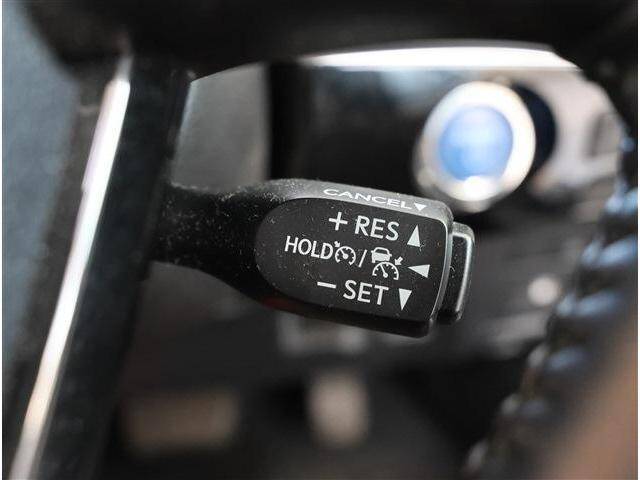 CANCEL▼
+ RES ▲
HOLD / ◀
− SET ▼